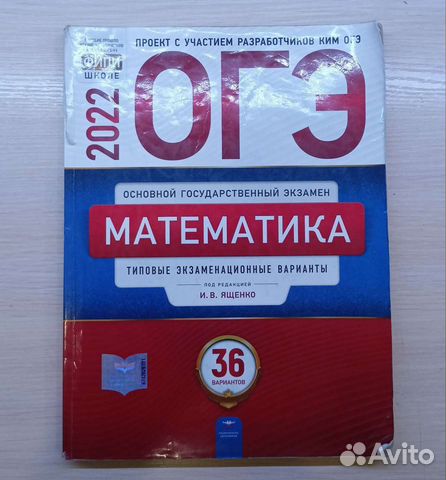 ПРОЕКТ С УЧАСТИЕМ РАЗРАБОТЧИКОВ КИМ ОГЭ
ФИПИ
ШКОЛЕ
2022
ОГЭ
ОСНОВНОЙ ГОСУДАРСТВЕННЫЙ ЭКЗАМЕН
МАТЕМАТИКА
ТИПОВЫЕ ЭКЗАМЕНАЦИОННЫЕ ВАРИАНТЫ
ПОД РЕДАКЦИЕЙ
И. В. ЯЩЕНКО
36
ВАРИАНТОВ
Avito